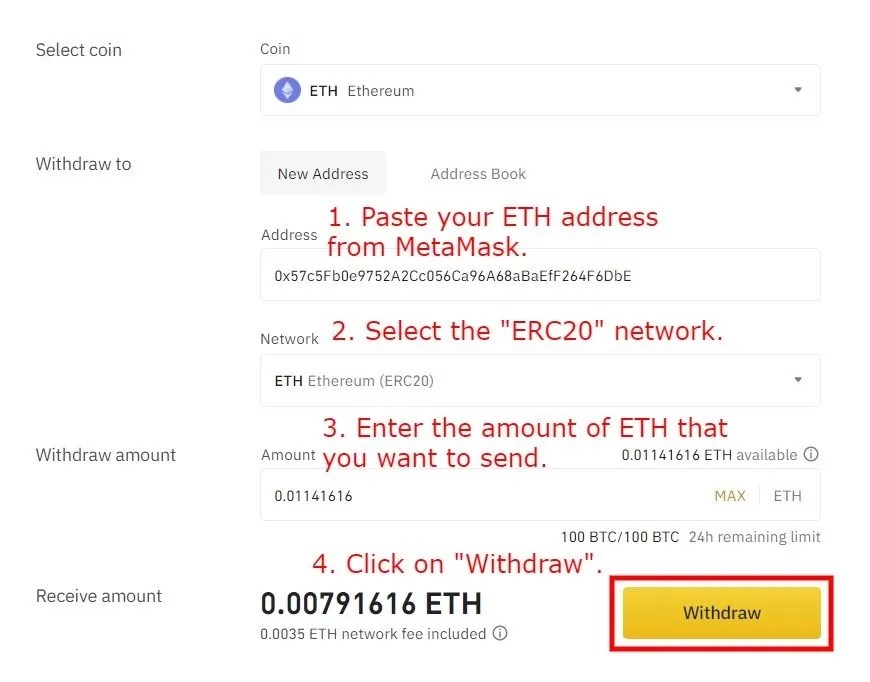 Select coin
Coin
ETH Ethereum
Withdraw to
New Address
Address Book
1. Paste your ETH address
Address
from MetaMask.
0x57c5Fb0e9752A2Cc056Ca96A68aBaEfF264F6DbE
Network
2. Select the "ERC20" network.
ETH Ethereum (ERC20)
3. Enter the amount of ETH that
Withdraw amount
Amount
you want to send.
0.01141616 ETH available
0.01141616
MAX
ETH
100 BTC/100 BTC 24h remaining limit
4. Click on "Withdraw".
Receive amount
0.00791616 ETH
0.0035 ETH network fee included
Withdraw